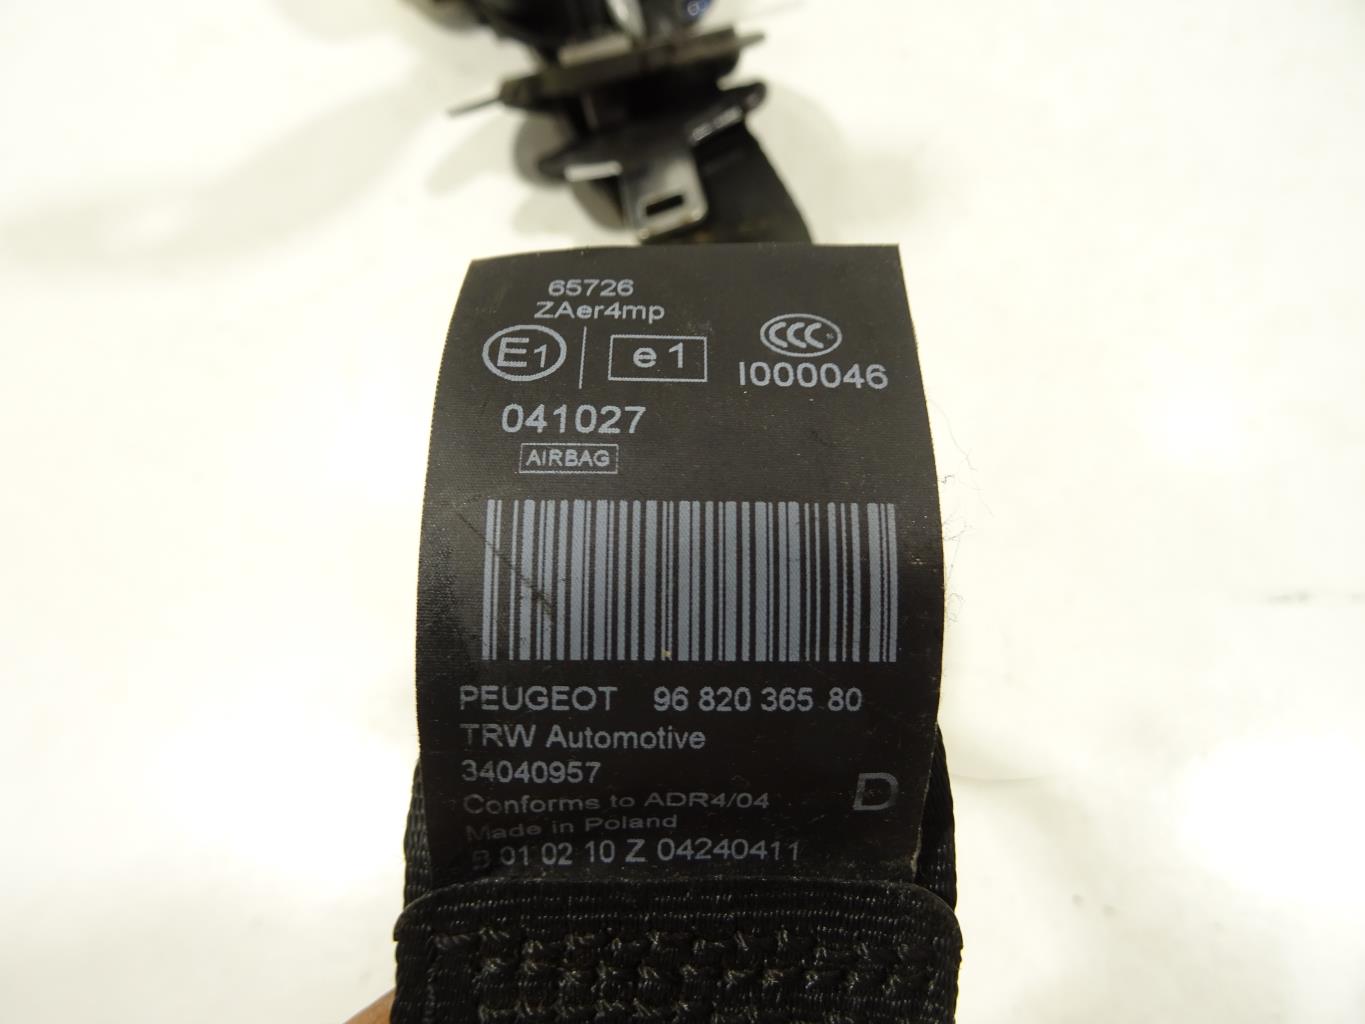 65726
ZAer4mp
E1 e1 CCC
I000046
041027
AIRBAG
PEUGEOT 96 820 365 80
TRW Automotive
34040957
Conforms to ADR4/04 D
Made in Poland
B 01 02 10 Z 04240411